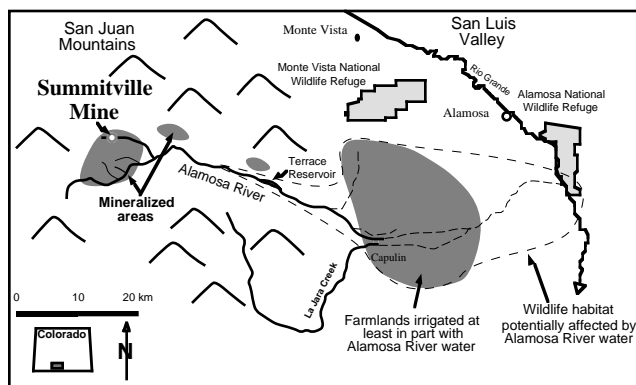 San Juan
Mountains
Monte Vista
San Luis
Valley
Monte Vista National
Wildlife Refuge
Rio Grande
Alamosa National
Wildlife Refuge
Summitville
Mine
Alamosa
Terrace
Reservoir
Alamosa River
Mineralized
areas
Capulin
La Jara Creek
0 10 20 km
Farmlands irrigated at
least in part with
Alamosa River water
Wildlife habitat
potentially affected by
Alamosa River water
Colorado
N